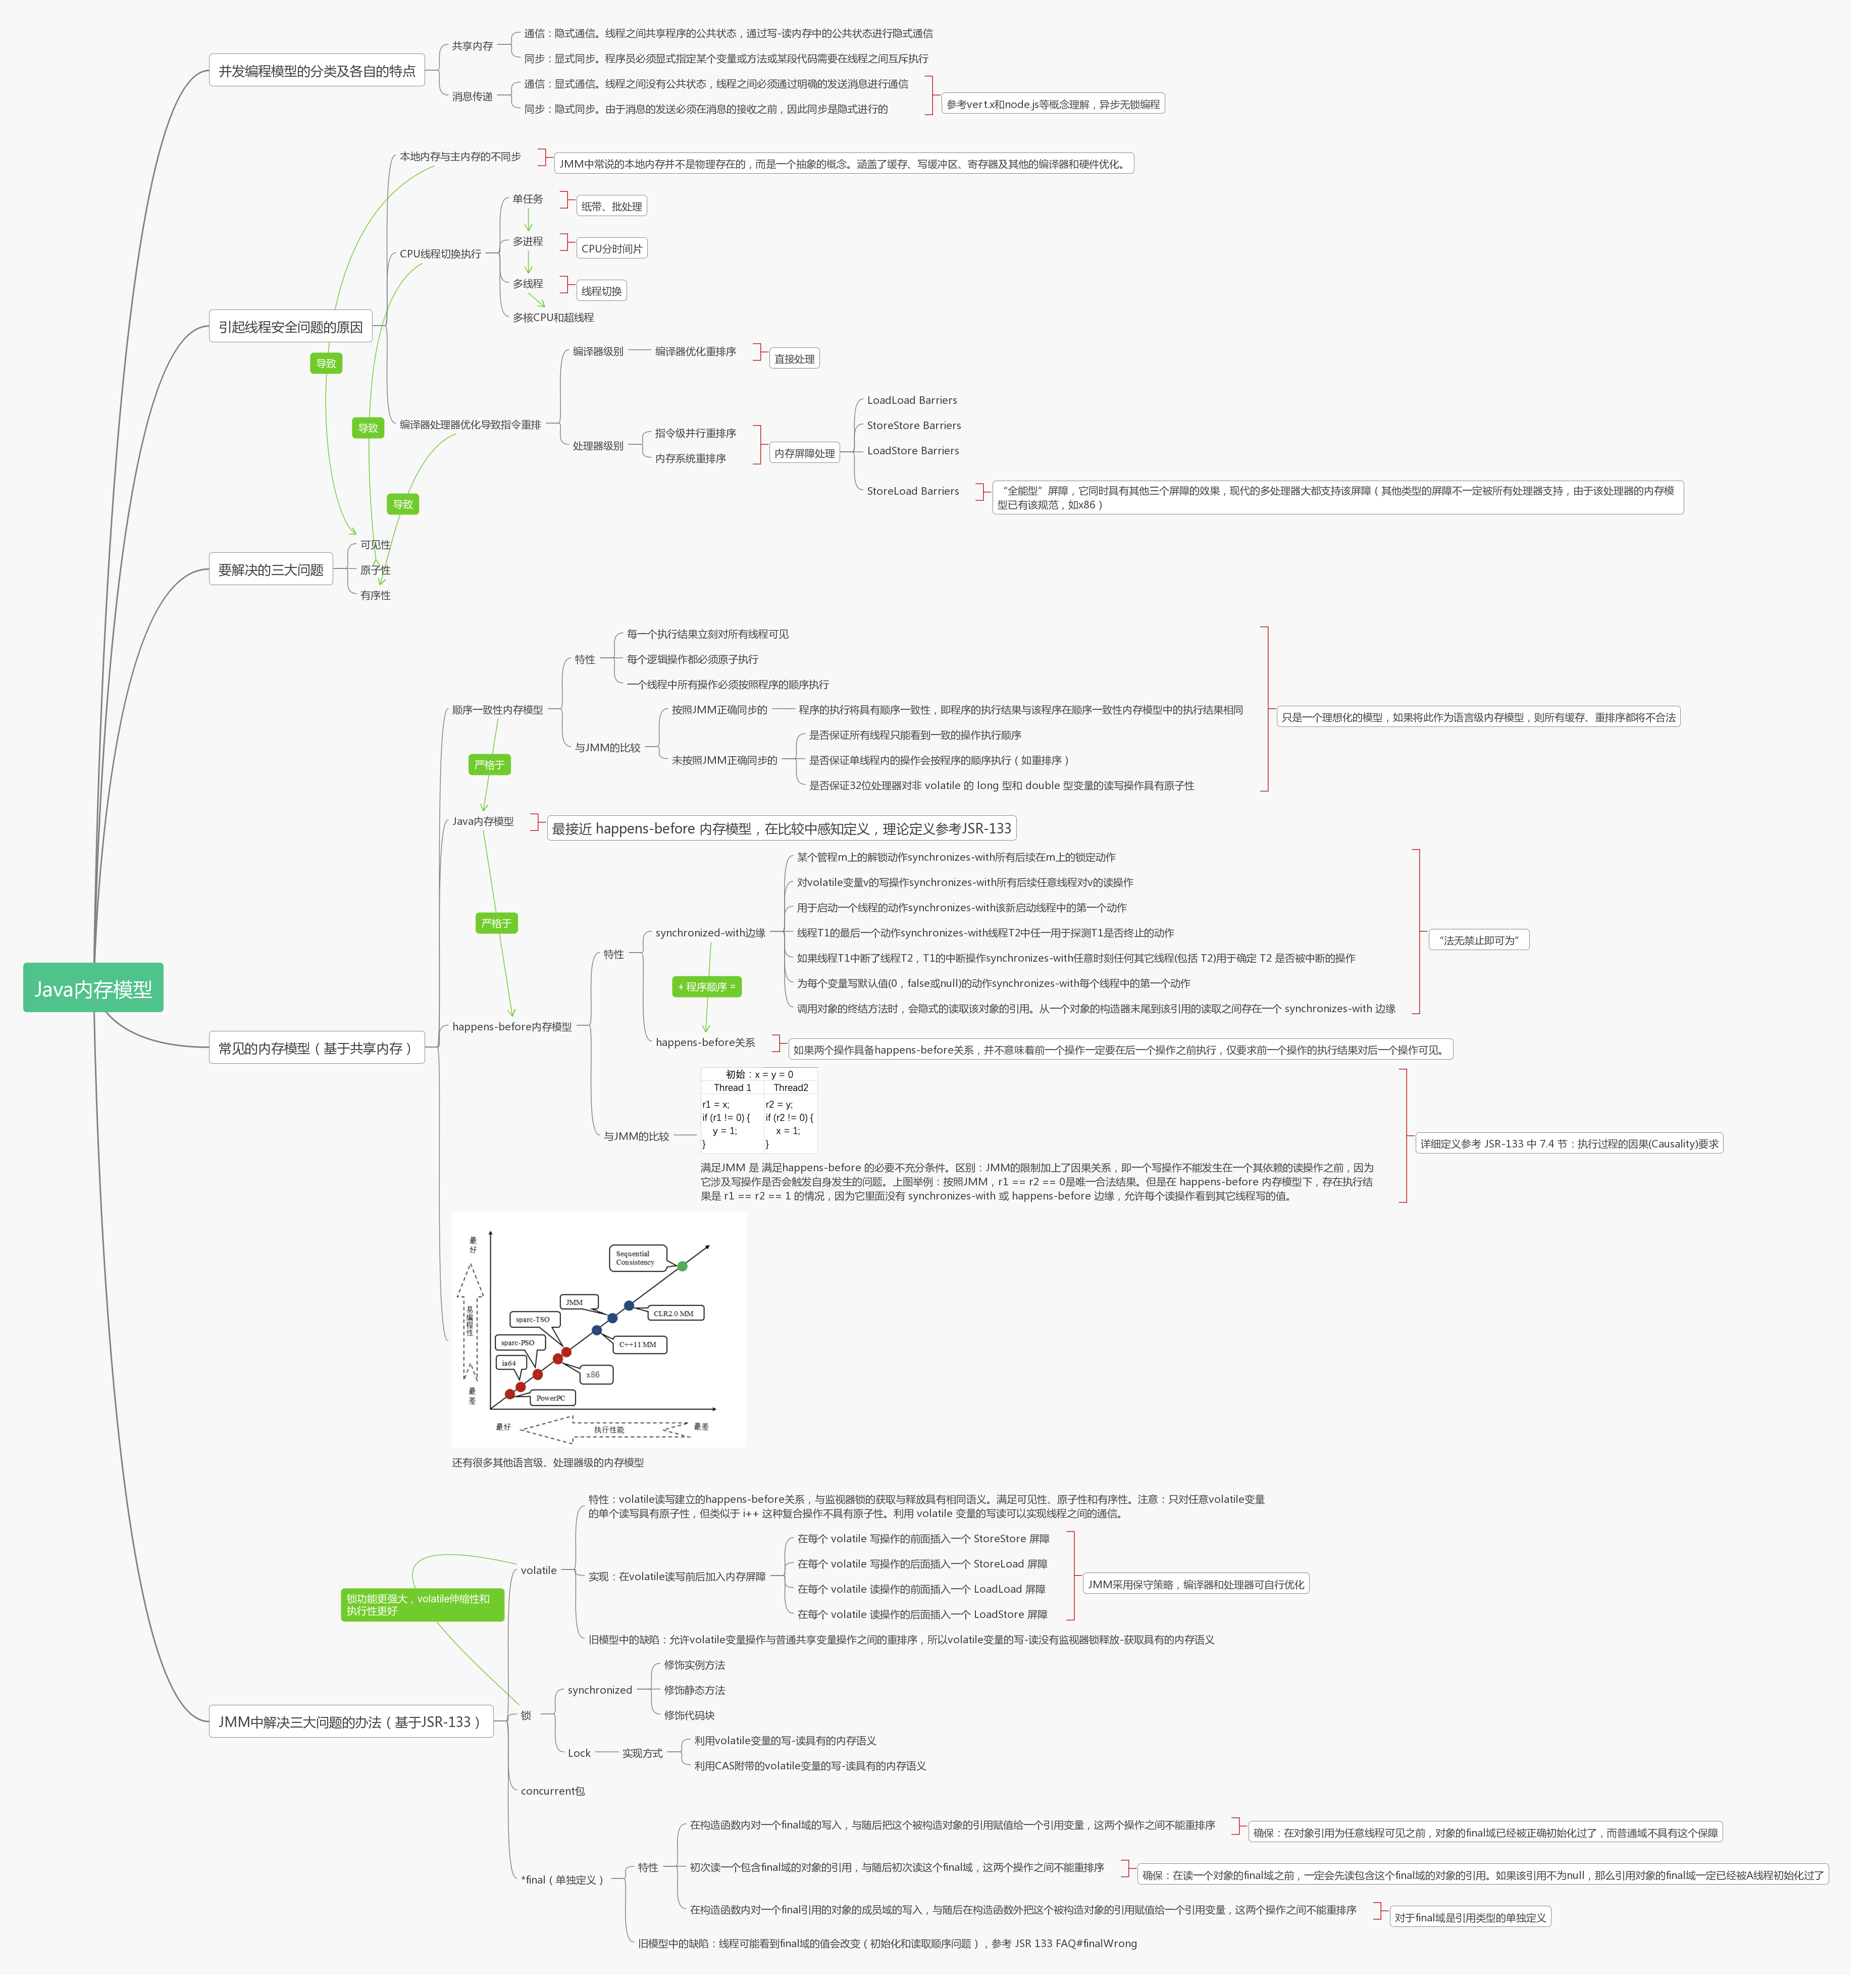 Java内存模型
并发编程模型的分类及各自的特点
共享内存
通信：隐式通信。线程之间共享程序的公共状态，通过写-读内存中的公共状态进行隐式通信
同步：显式同步。程序员必须显式指定某个变量或方法或某段代码需要在线程之间互斥执行
消息传递
通信：显式通信。线程之间没有公共状态，线程之间必须通过明确的发送消息进行通信
同步：隐式同步。由于消息的发送必须在消息的接收之前，因此同步是隐式进行的
参考vert.x和node.js等概念理解，异步无锁编程
引起线程安全问题的原因
本地内存与主内存的不同步
JMM中常说的本地内存并不是物理存在的，而是一个抽象的概念。涵盖了缓存、写缓冲区、寄存器及其他的编译器和硬件优化。
CPU线程切换执行
单任务
纸带、批处理
多进程
CPU分时间片
多线程
线程切换
多核CPU和超线程
编译器处理器优化导致指令重排
编译器级别
编译器优化重排序
直接处理
处理器级别
指令级并行重排序
内存系统重排序
内存屏障处理
LoadLoad Barriers
StoreStore Barriers
LoadStore Barriers
StoreLoad Barriers
“全能型”屏障，它同时具有其他三个屏障的效果，现代的多处理器大都支持该屏障（其他类型的屏障不一定被所有处理器支持，由于该处理器的内存模
型已有该规范，如x86）
导致
导致
导致
要解决的三大问题
可见性
原子性
有序性
常见的内存模型（基于共享内存）
顺序一致性内存模型
特性
每一个执行结果立刻对所有线程可见
每个逻辑操作都必须原子执行
一个线程中所有操作必须按照程序的顺序执行
与JMM的比较
按照JMM正确同步的
程序的执行将具有顺序一致性，即程序的执行结果与该程序在顺序一致性内存模型中的执行结果相同
未按照JMM正确同步的
是否保证所有线程只能看到一致的操作执行顺序
是否保证单线程内的操作会按程序的顺序执行（如重排序）
是否保证32位处理器对非 volatile 的 long 型和 double 型变量的读写操作具有原子性
只是一个理想化的模型，如果将此作为语言级内存模型，则所有缓存、重排序都将不合法
严格于
Java内存模型
最接近 happens-before 内存模型，在比较中感知定义，理论定义参考JSR-133
严格于
happens-before内存模型
特性
synchronized-with边缘
某个管程m上的解锁动作synchronizes-with所有后续在m上的锁定动作
对volatile变量v的写操作synchronizes-with所有后续任意线程对v的读操作
用于启动一个线程的动作synchronizes-with该新启动线程中的第一个动作
线程T1的最后一个动作synchronizes-with线程T2中任一用于探测T1是否终止的动作
如果线程T1中断了线程T2，T1的中断操作synchronizes-with任意时刻任何其它线程(包括 T2)用于确定 T2 是否被中断的操作
为每个变量写默认值(0，false或null)的动作synchronizes-with每个线程中的第一个动作
调用对象的终结方法时，会隐式的读取该对象的引用。从一个对象的构造器末尾到该引用的读取之间存在一个 synchronizes-with 边缘
“法无禁止即可为”
+ 程序顺序 =
happens-before关系
如果两个操作具备happens-before关系，并不意味着前一个操作一定要在后一个操作之前执行，仅要求前一个操作的执行结果对后一个操作可见。
与JMM的比较
初始：x = y = 0
Thread 1 Thread2
r1 = x; r2 = y;
if (r1 != 0) { if (r2 != 0) {
y = 1; x = 1;
} }
满足JMM 是 满足happens-before 的必要不充分条件。区别：JMM的限制加上了因果关系，即一个写操作不能发生在一个其依赖的读操作之前，因为
它涉及写操作是否会触发自身发生的问题。上图举例：按照JMM，r1 == r2 == 0是唯一合法结果。但是在 happens-before 内存模型下，存在执行结
果是 r1 == r2 == 1 的情况，因为它里面没有 synchronizes-with 或 happens-before 边缘，允许每个读操作看到其它线程写的值。
详细定义参考 JSR-133 中 7.4 节：执行过程的因果(Causality)要求
最好
易编程性
最差
Sequential
Consistency
JMM
CLR2.0 MM
sparc-TSO
C++11 MM
sparc-PSO
ia64
x86
PowerPC
最好
执行性能
最差
还有很多其他语言级、处理器级的内存模型
JMM中解决三大问题的办法（基于JSR-133）
volatile
特性：volatile读写建立的happens-before关系，与监视器锁的获取与释放具有相同语义。满足可见性、原子性和有序性。注意：只对任意volatile变量
的单个读写具有原子性，但类似于 i++ 这种复合操作不具有原子性。利用 volatile 变量的写读可以实现线程之间的通信。
实现：在volatile读写前后加入内存屏障
在每个 volatile 写操作的前面插入一个 StoreStore 屏障
在每个 volatile 写操作的后面插入一个 StoreLoad 屏障
在每个 volatile 读操作的前面插入一个 LoadLoad 屏障
在每个 volatile 读操作的后面插入一个 LoadStore 屏障
JMM采用保守策略，编译器和处理器可自行优化
旧模型中的缺陷：允许volatile变量操作与普通共享变量操作之间的重排序，所以volatile变量的写-读没有监视器锁释放-获取具有的内存语义
锁功能更强大，volatile伸缩性和
执行性更好
锁
synchronized
修饰实例方法
修饰静态方法
修饰代码块
Lock
实现方式
利用volatile变量的写-读具有的内存语义
利用CAS附带的volatile变量的写-读具有的内存语义
concurrent包
*final（单独定义）
特性
在构造函数内对一个final域的写入，与随后把这个被构造对象的引用赋值给一个引用变量，这两个操作之间不能重排序
确保：在对象引用为任意线程可见之前，对象的final域已经被正确初始化过了，而普通域不具有这个保障
初次读一个包含final域的对象的引用，与随后初次读这个final域，这两个操作之间不能重排序
确保：在读一个对象的final域之前，一定会先读包含这个final域的对象的引用。如果该引用不为null，那么引用对象的final域一定已经被A线程初始化过了
在构造函数内对一个final引用的对象的成员域的写入，与随后在构造函数外把这个被构造对象的引用赋值给一个引用变量，这两个操作之间不能重排序
对于final域是引用类型的单独定义
旧模型中的缺陷：线程可能看到final域的值会改变（初始化和读取顺序问题），参考 JSR 133 FAQ#finalWrong